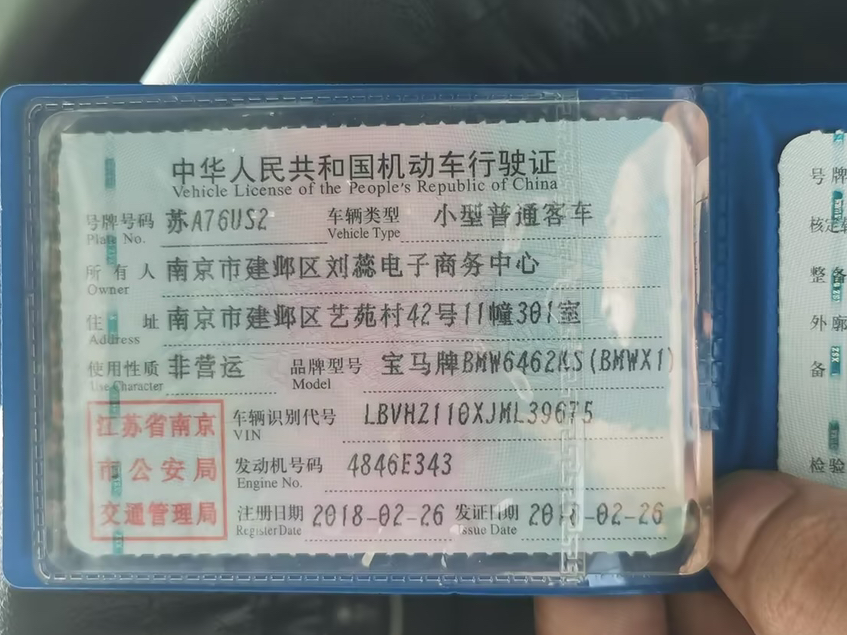 中华人民共和国机动车行驶证
Vehicle License of the People's Republic of China
号牌号码 苏A76US2 车辆类型 小型普通客车
Plate No. Vehicle Type
所有人 南京市建邺区刘蕊电子商务中心
Owner
住址 南京市建邺区艺苑村42号11幢301室
Address
使用性质 非营运 品牌型号 宝马牌BMW6462KS(BMWX1)
Use Character Model
江苏省南京
市公安局
交通管理局
车辆识别代号 LBVHZ110XJML39675
VIN
发动机号码 4846E343
Engine No.
注册日期 2018-02-26 发证日期 2018-02-26
Register Date Issue Date
号牌
核定
整备
外廓
备
检验